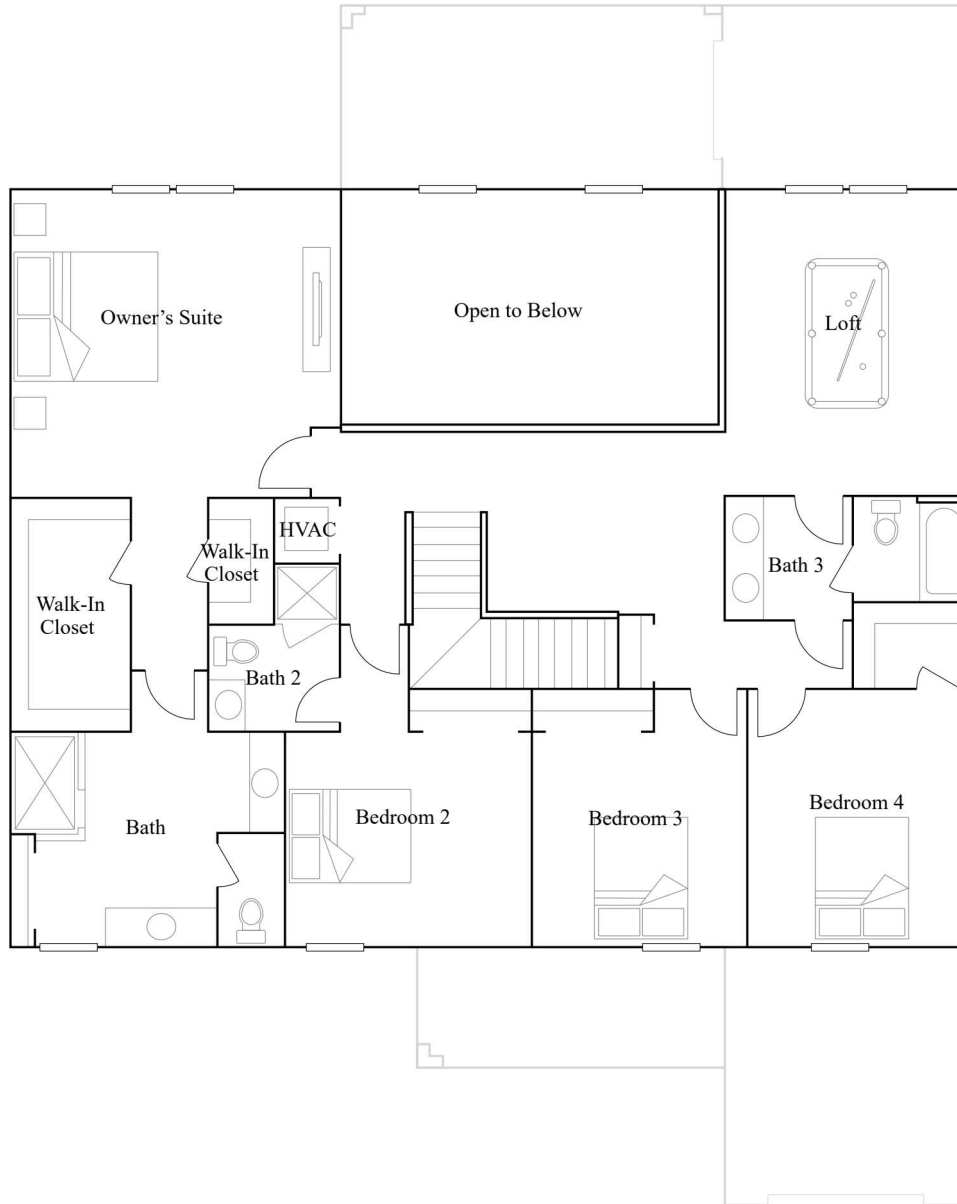 Owner's Suite
Open to Below
Loft
HVAC
Walk-In
Closet
Bath 3
Walk-In
Closet
Bath 2
Bath
Bedroom 2
Bedroom 3
Bedroom 4